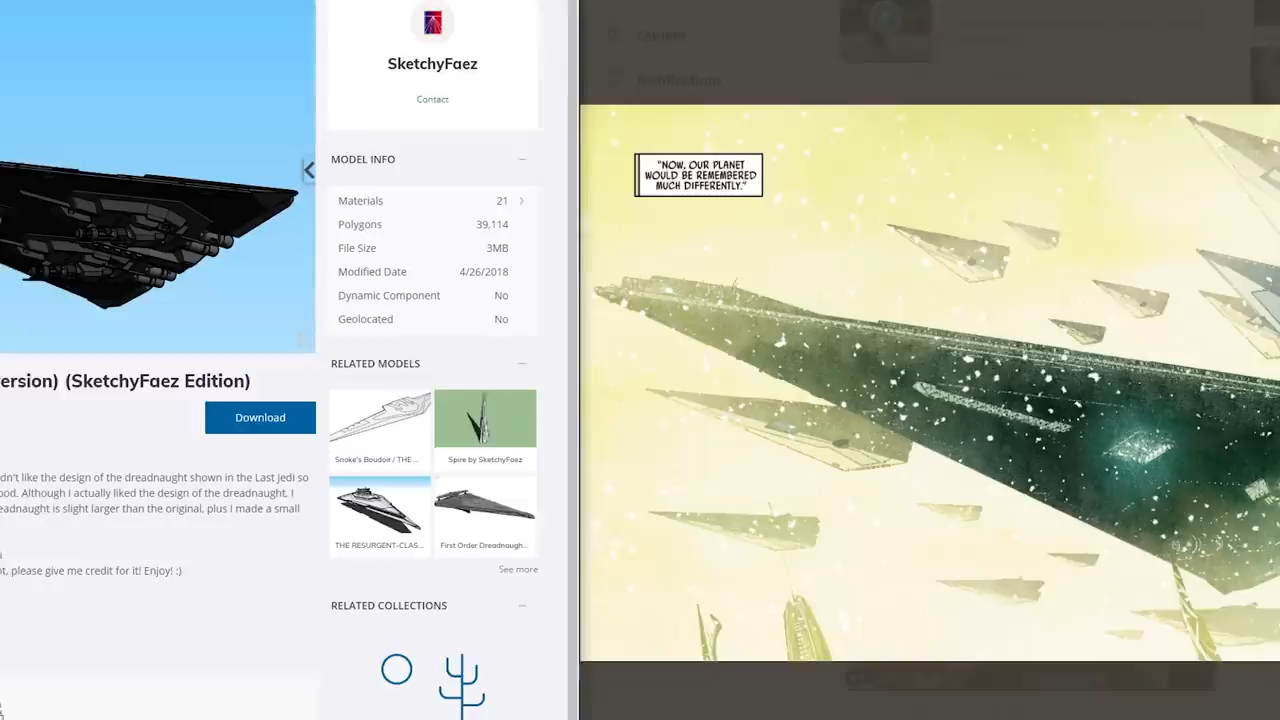 SketchyFaez
Contact
MODEL INFO
Materials 21
Polygons 39,114
File Size 3MB
Modified Date 4/26/2018
Dynamic Component No
Geolocated No
RELATED MODELS
Snoke's Boudoir / THE ...
Spire by SketchyFaez
THE RESURGENT-CLAS...
First Order Dreadnaugh...
See more
RELATED COLLECTIONS
ersion) (SketchyFaez Edition)
Download
dn't like the design of the dreadnaught shown in the Last Jedi so
ood. Although I actually liked the design of the dreadnaught, I
eadnaught is slight larger than the original, plus I made a small
t, please give me credit for it! Enjoy! :)
"NOW, OUR PLANET
WOULD BE REMEMBERED
MUCH DIFFERENTLY."
Notifications